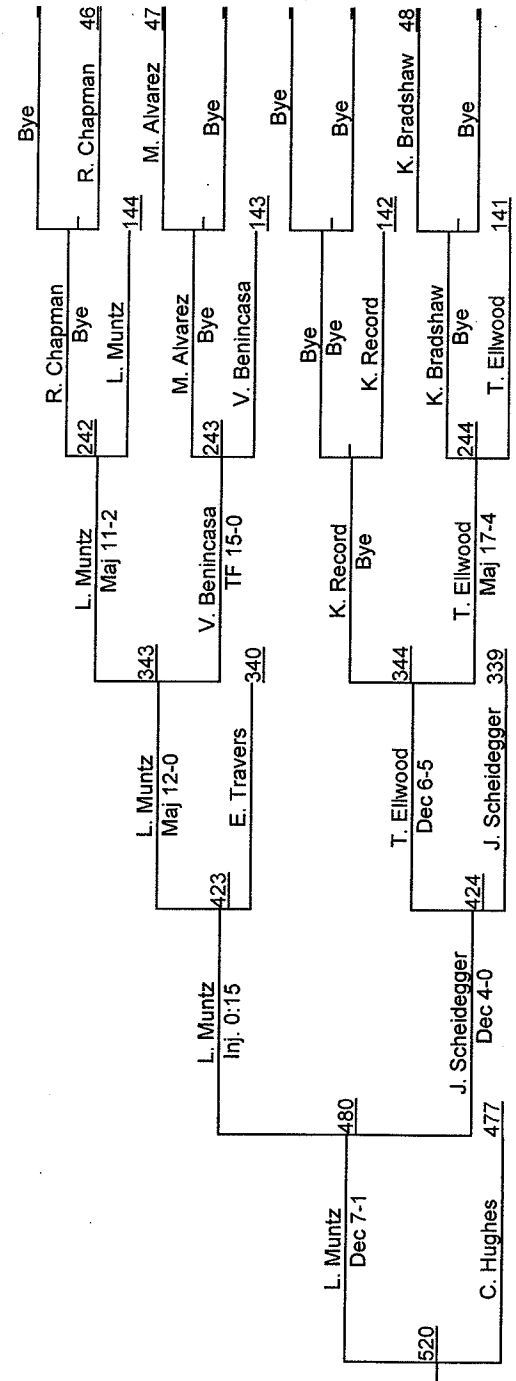 Bye
R. Chapman 46
M. Alvarez 47
Bye
Bye
Bye
K. Bradshaw 48
Bye
R. Chapman
Bye
L. Muntz 144
M. Alvarez
Bye
V. Benincasa 143
Bye
Bye
K. Record 142
K. Bradshaw
Bye
T. Ellwood 141
242
L. Muntz
Maj 11-2
243
V. Benincasa
TF 15-0
K. Record
Bye
244
T. Ellwood
Maj 17-4
343
L. Muntz
Maj 12-0
E. Travers 340
344
T. Ellwood
Dec 6-5
J. Scheidegger 339
423
L. Muntz
Inj. 0:15
424
J. Scheidegger
Dec 4-0
480
L. Muntz
Dec 7-1
C. Hughes 477
520